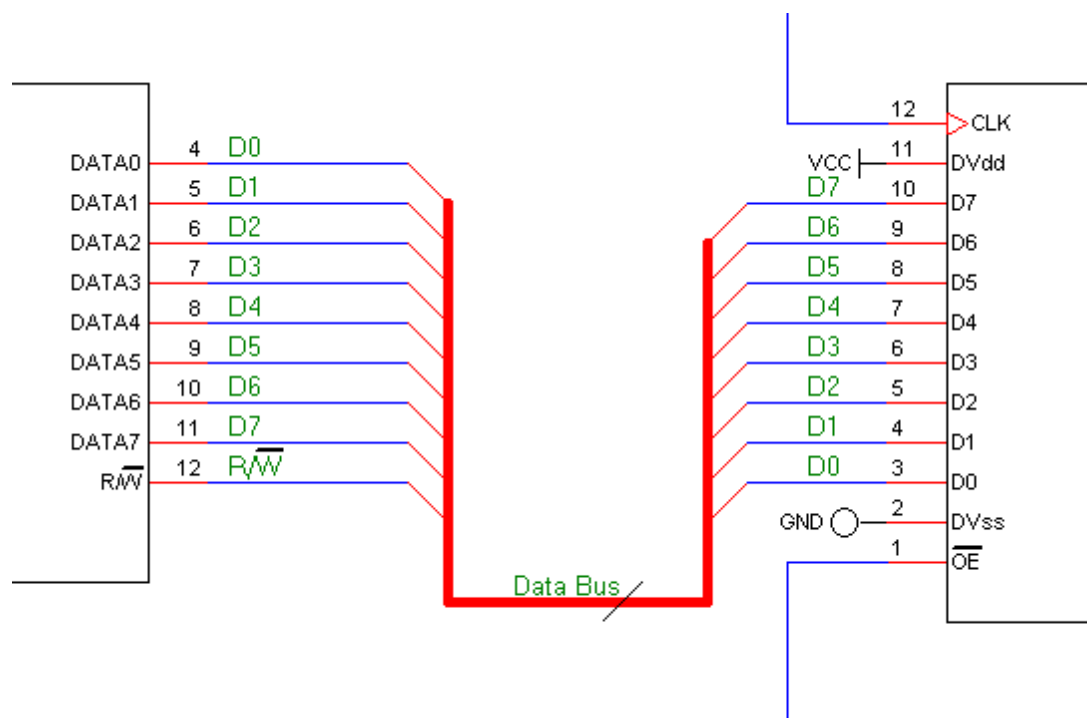 12 CLK
4 D0
DATA0
VCC 11 DVdd
5 D1
DATA1
D7 10 D7
6 D2
DATA2
D6 9 D6
7 D3
DATA3
D5 8 D5
8 D4
DATA4
D4 7 D4
9 D5
DATA5
D3 6 D3
10 D6
DATA6
D2 5 D2
11 D7
DATA7
D1 4 D1
12 R/W̅
R/W̅
D0 3 D0
GND 2 DVss
1 O̅E̅
Data Bus